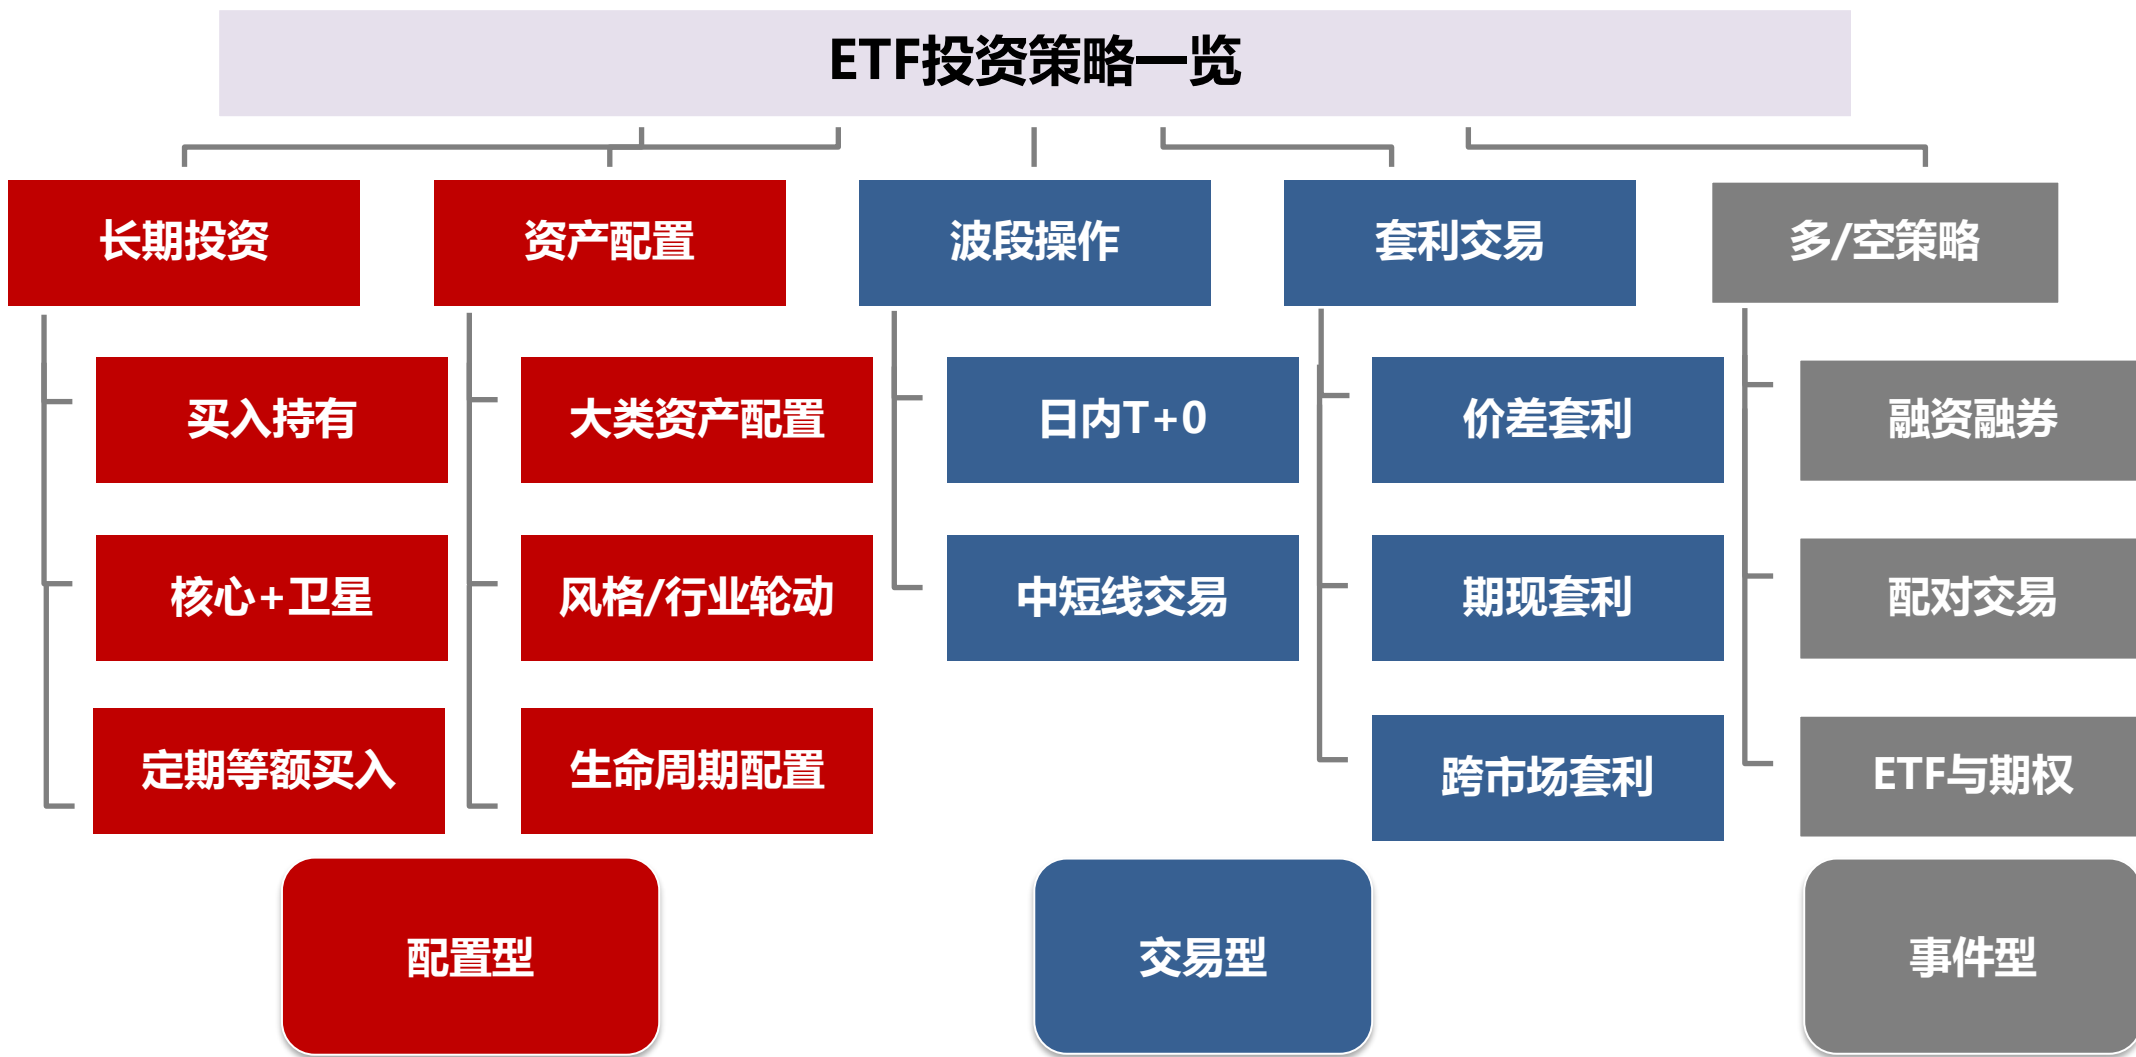 ETF投资策略一览
长期投资
资产配置
波段操作
套利交易
多/空策略
买入持有
大类资产配置
日内T+0
价差套利
融资融券
核心+卫星
风格/行业轮动
中短线交易
期现套利
配对交易
定期等额买入
生命周期配置
跨市场套利
ETF与期权
配置型
交易型
事件型